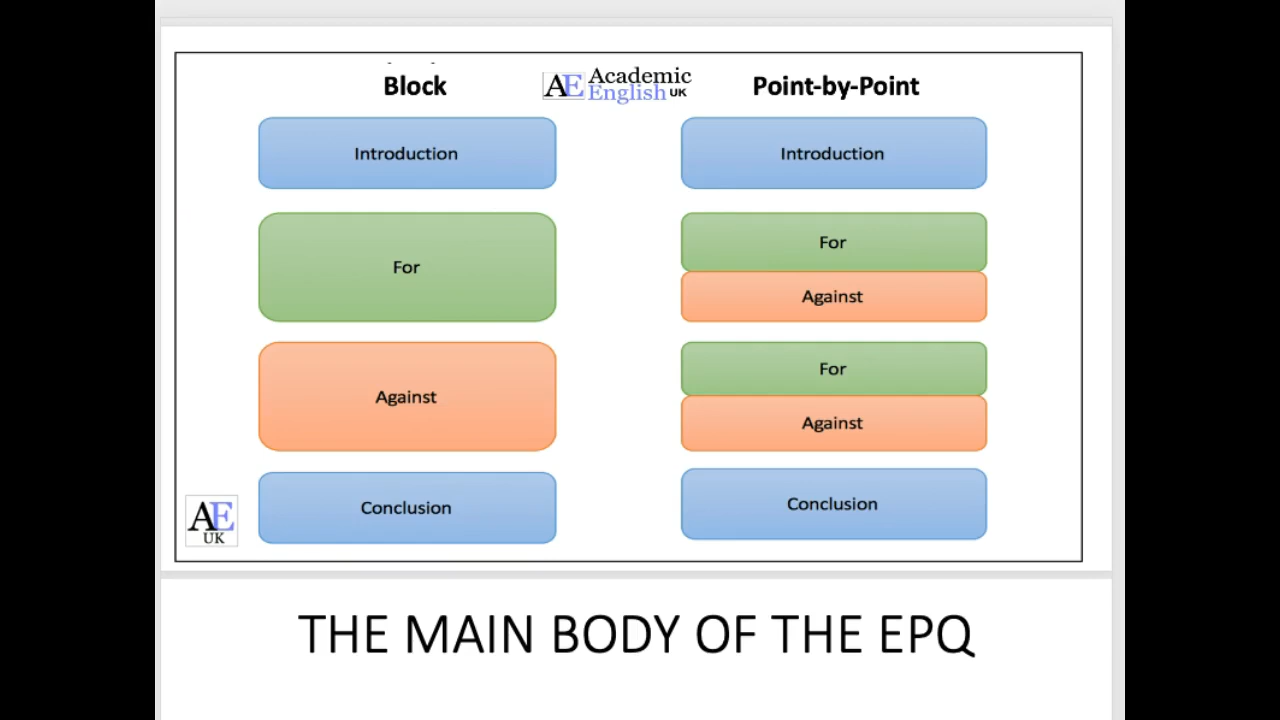 Block
Academic
English UK
Point-by-Point
Introduction
For
Against
Conclusion
Introduction
For
Against
For
Against
Conclusion
AE
UK
THE MAIN BODY OF THE EPQ